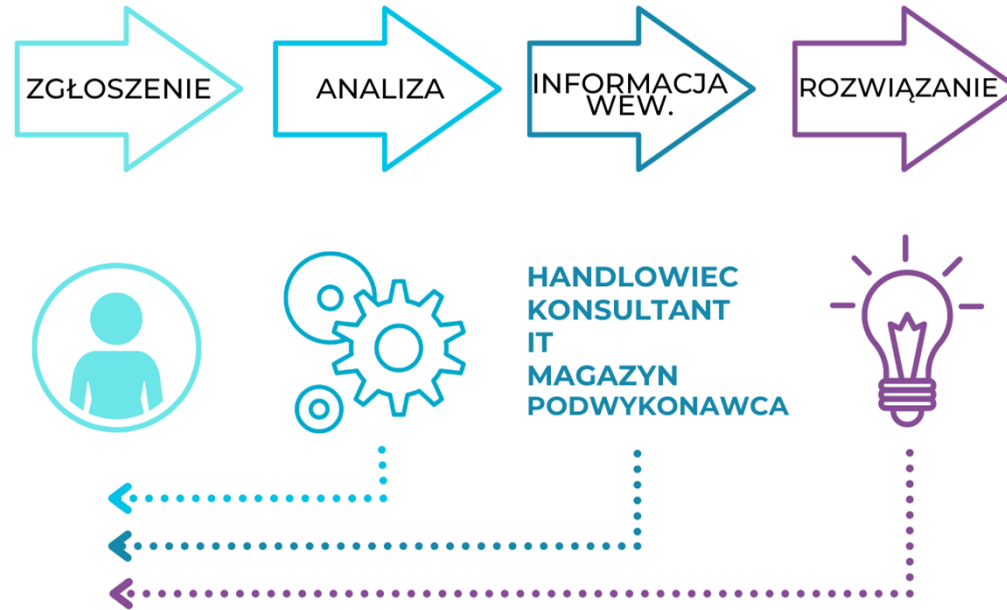 ZGŁOSZENIE
ANALIZA
INFORMACJA
WEW.
ROZWIĄZANIE
HANDLOWIEC
KONSULTANT
IT
MAGAZYN
PODWYKONAWCA